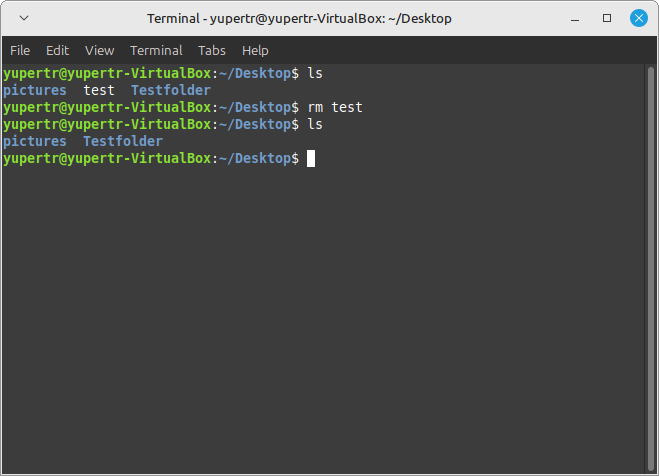 Terminal - yupertr@yupertr-VirtualBox: ~/Desktop
File Edit View Terminal Tabs Help
yupertr@yupertr-VirtualBox:~/Desktop$ ls
pictures  test  Testfolder
yupertr@yupertr-VirtualBox:~/Desktop$ rm test
yupertr@yupertr-VirtualBox:~/Desktop$ ls
pictures  Testfolder
yupertr@yupertr-VirtualBox:~/Desktop$